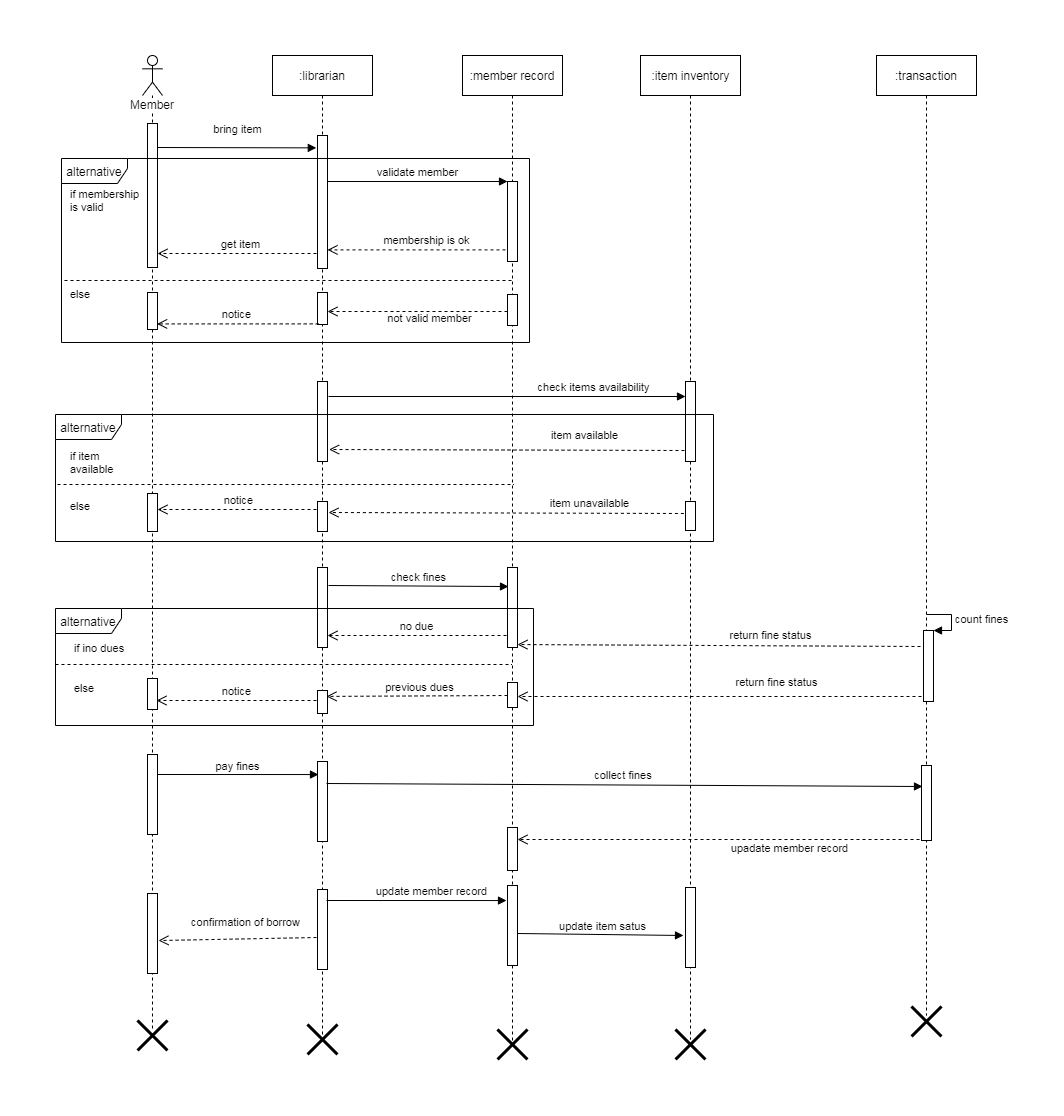 Member
:librarian
:member record
:item inventory
:transaction
bring item
alternative
validate member
if membership
is valid
membership is ok
get item
else
notice
not valid member
check items availability
alternative
item available
if item
available
notice
item unavailable
else
check fines
alternative
no due
count fines
return fine status
if ino dues
else
notice
previous dues
return fine status
pay fines
collect fines
upadate member record
update member record
confirmation of borrow
update item satus